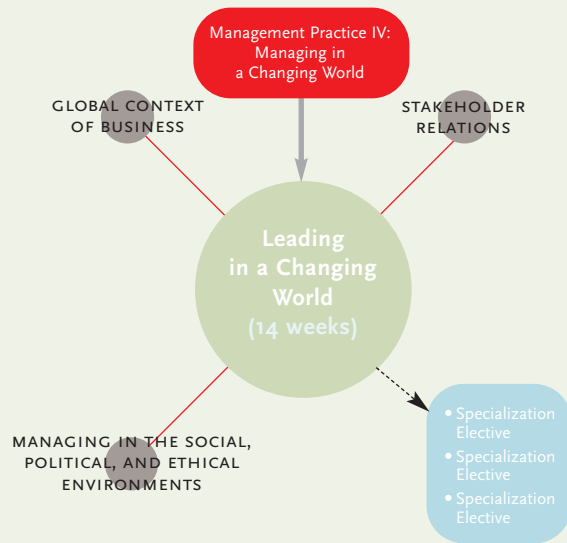 Management Practice IV:
Managing in
a Changing World
GLOBAL CONTEXT
OF BUSINESS
STAKEHOLDER
RELATIONS
Leading
in a Changing
World
(14 weeks)
MANAGING IN THE SOCIAL,
POLITICAL, AND ETHICAL
ENVIRONMENTS
• Specialization
Elective
• Specialization
Elective
• Specialization
Elective